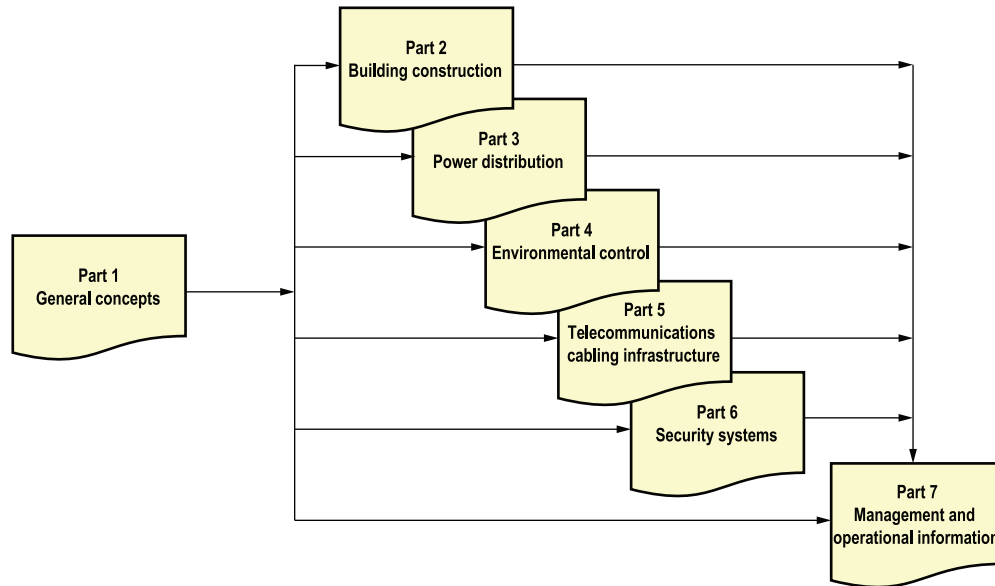 Part 2
Building construction
Part 3
Power distribution
Part 4
Environmental control
Part 1
General concepts
Part 5
Telecommunications
cabling infrastructure
Part 6
Security systems
Part 7
Management and
operational information